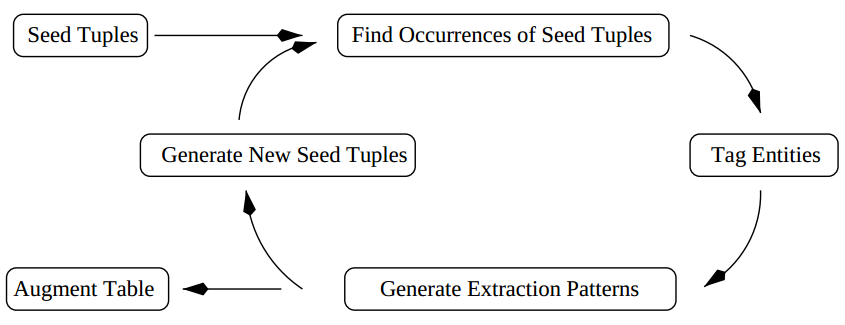 Seed Tuples
Find Occurrences of Seed Tuples
Generate New Seed Tuples
Tag Entities
Augment Table
Generate Extraction Patterns